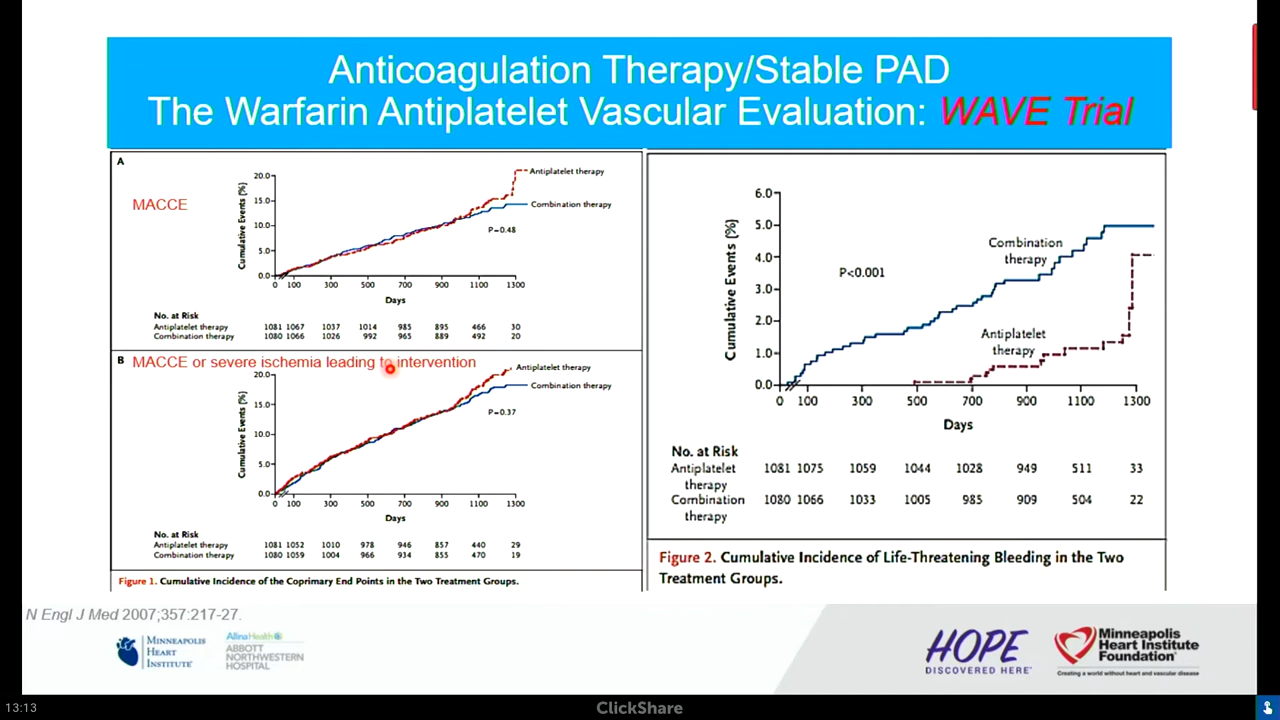 Anticoagulation Therapy/Stable PAD
The Warfarin Antiplatelet Vascular Evaluation: WAVE Trial
A
MACCE
Cumulative Events (%)
20.0
15.0
10.0
5.0
0.0
Antiplatelet therapy
Combination therapy
P=0.48
0 100 300 500 700 900 1100 1300
Days
No. at Risk
Antiplatelet therapy 1081 1067 1037 1014 985 895 466 30
Combination therapy 1080 1066 1026 992 965 889 492 20
B
MACCE or severe ischemia leading to intervention
Cumulative Events (%)
20.0
15.0
10.0
5.0
0.0
Antiplatelet therapy
Combination therapy
P=0.37
0 100 300 500 700 900 1100 1300
Days
No. at Risk
Antiplatelet therapy 1081 1052 1010 978 946 857 440 29
Combination therapy 1080 1059 1004 966 934 855 470 19
Figure 1. Cumulative Incidence of the Coprimary End Points in the Two Treatment Groups.
Cumulative Events (%)
6.0
5.0
4.0
3.0
2.0
1.0
0.0
Combination
therapy
P<0.001
Antiplatelet
therapy
0 100 300 500 700 900 1100 1300
Days
No. at Risk
Antiplatelet 1081 1075 1059 1044 1028 949 511 33
therapy
Combination 1080 1066 1033 1005 985 909 504 22
therapy
Figure 2. Cumulative Incidence of Life-Threatening Bleeding in the Two
Treatment Groups.
N Engl J Med 2007;357:217-27.
MINNEAPOLIS
HEART
INSTITUTE®
Allina Health
ABBOTT
NORTHWESTERN
HOSPITAL
HOPE
DISCOVERED HERE™
Minneapolis
Heart Institute
Foundation®
Creating a world without heart and vascular disease
13:13
ClickShare